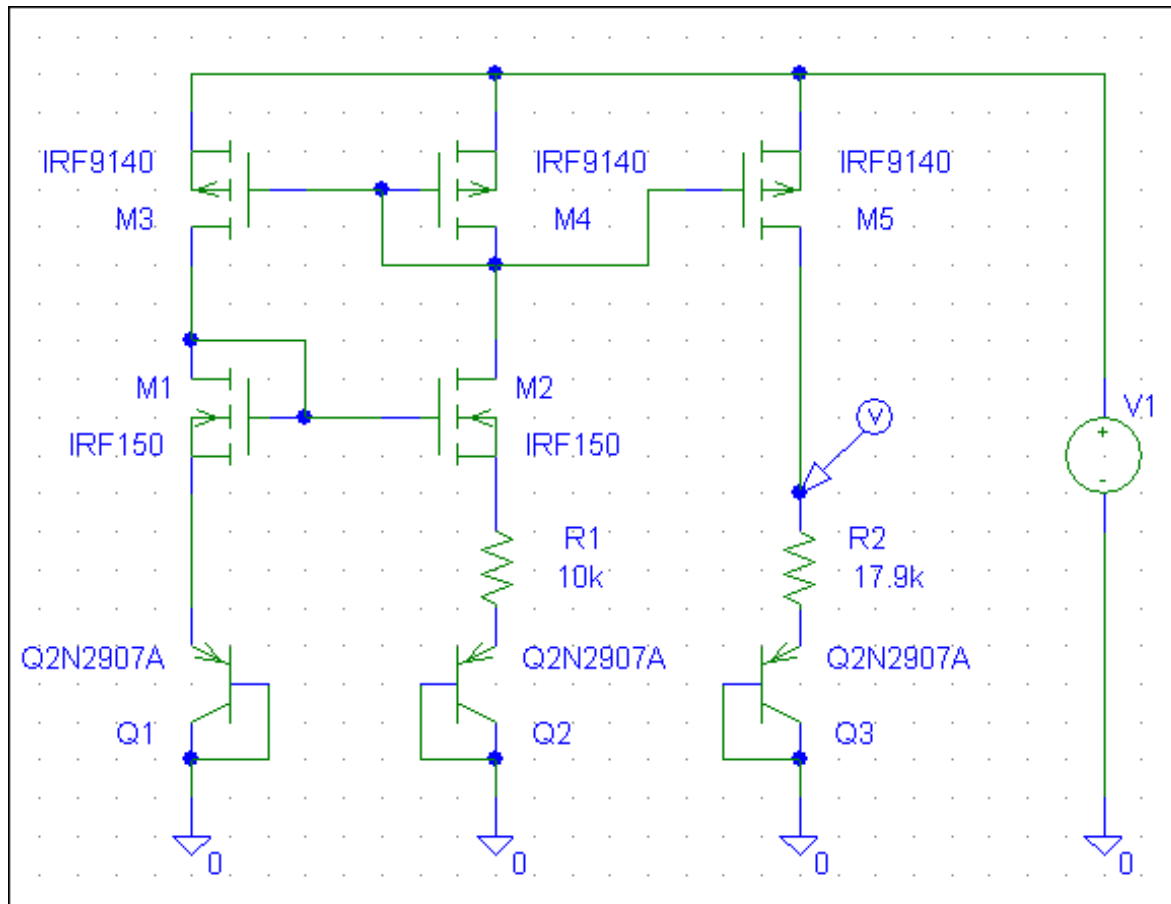 IRF9140
M3
IRF9140
M4
IRF9140
M5
M1
IRF150
M2
IRF150
V
V1
+
-
R1
10k
R2
17.9k
Q2N2907A
Q1
Q2N2907A
Q2
Q2N2907A
Q3
0
0
0
0